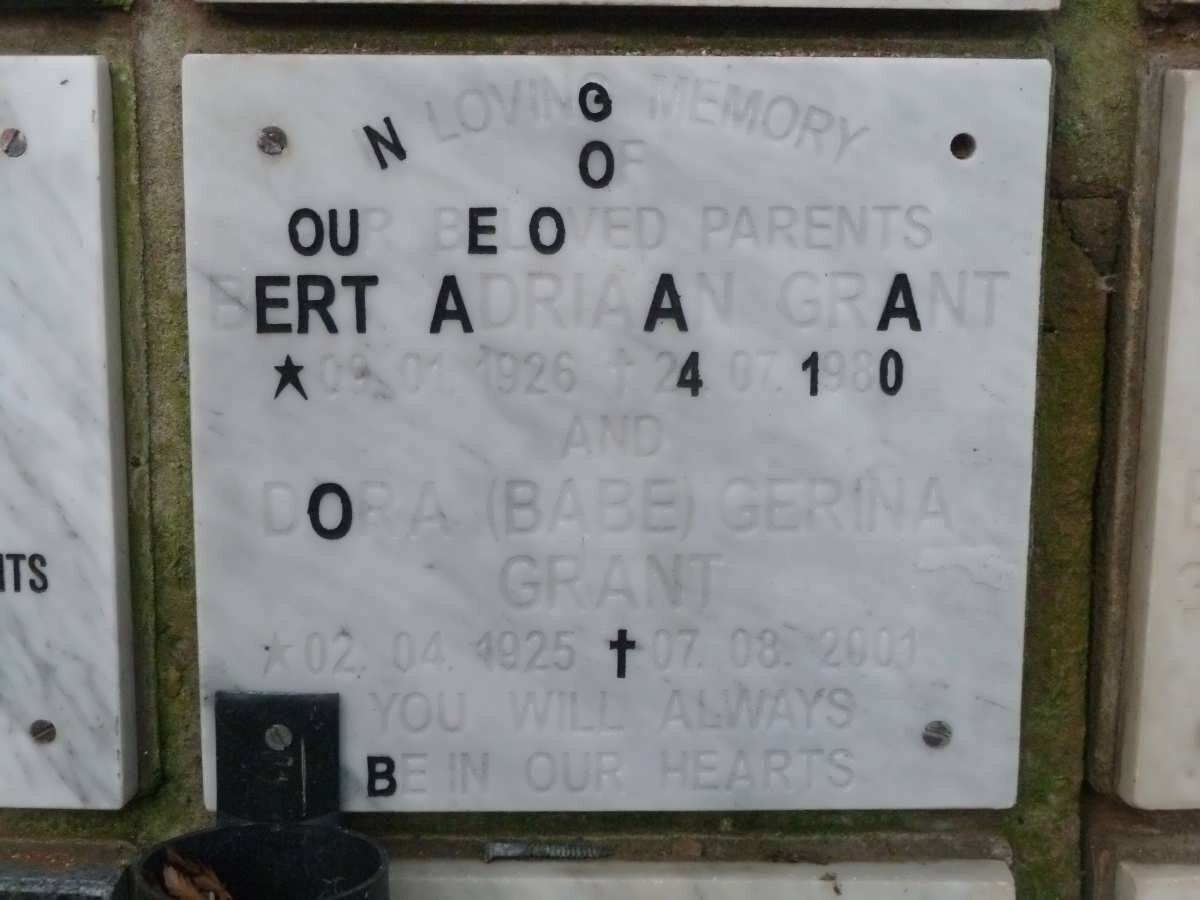 IN LOVING MEMORY
OF
OUR BELOVED PARENTS
BERT ADRIAAN GRANT
★ 09. 01. 1926 † 24. 07. 1980
AND
DORA (BABE) GERINA
GRANT
★ 02. 04. 1925 † 07. 08. 2001
YOU WILL ALWAYS
BE IN OUR HEARTS